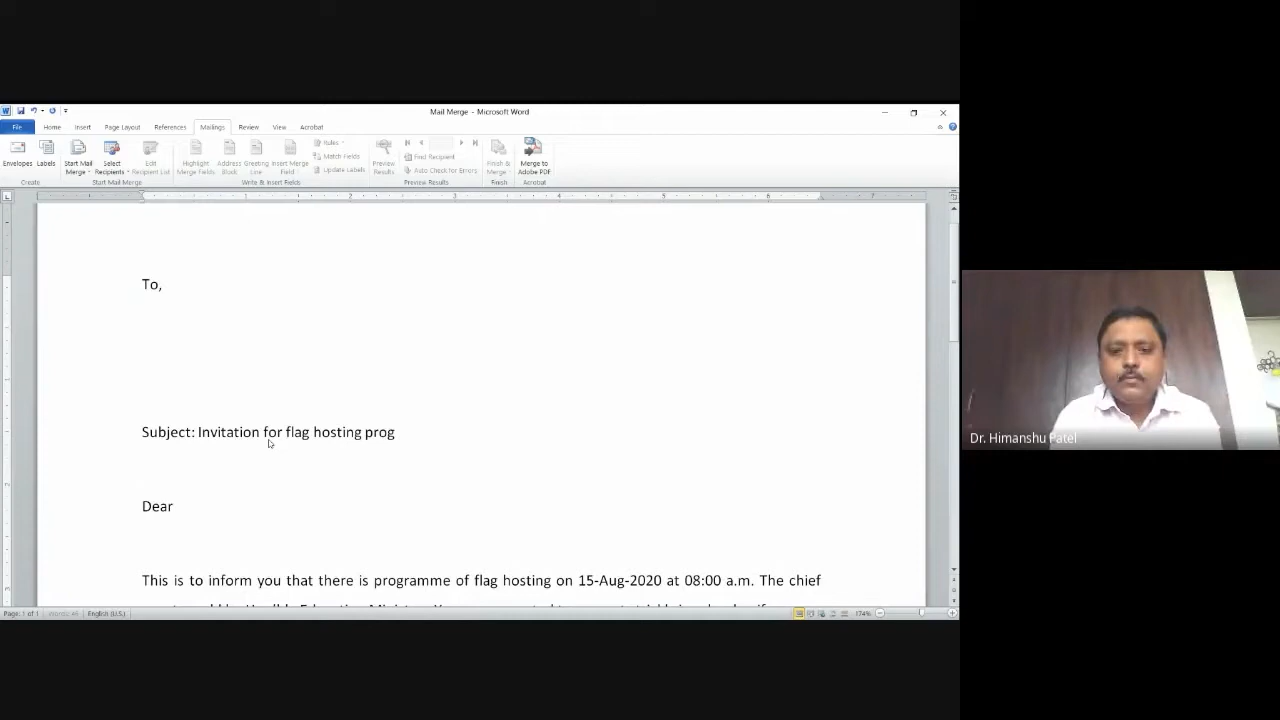 Mail Merge - Microsoft Word
File Home Insert Page Layout References Mailings Review View Acrobat
Envelopes Labels Start Mail Merge Select Recipients Edit Recipient List Highlight Merge Fields Address Block Greeting Line Insert Merge Field Rules Match Fields Update Labels Preview Results Find Recipient Auto Check for Errors Finish & Merge Merge to Adobe PDF
Create Start Mail Merge Write & Insert Fields Preview Results Finish Acrobat
To,
Subject: Invitation for flag hosting prog
Dear
This is to inform you that there is programme of flag hosting on 15-Aug-2020 at 08:00 a.m. The chief
Page: 1 of 1 English (U.S.) 174%
Dr. Himanshu Patel